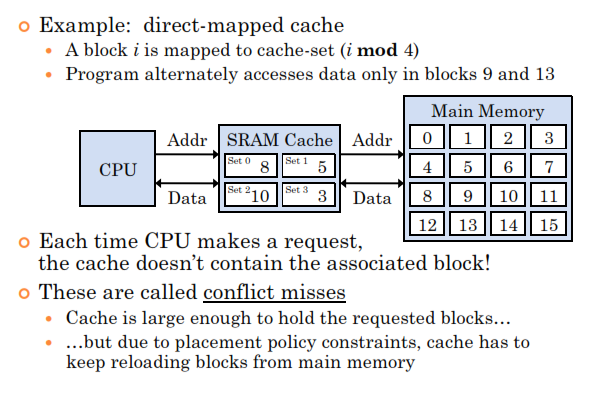 Example: direct-mapped cache
A block i is mapped to cache-set (i mod 4)
Program alternately accesses data only in blocks 9 and 13
Main Memory
CPU
Addr
SRAM Cache
Addr
Set 0 8
Set 1 5
Set 2 10
Set 3 3
Data
Data
0 1 2 3
4 5 6 7
8 9 10 11
12 13 14 15
Each time CPU makes a request,
the cache doesn't contain the associated block!
These are called conflict misses
Cache is large enough to hold the requested blocks…
…but due to placement policy constraints, cache has to
keep reloading blocks from main memory